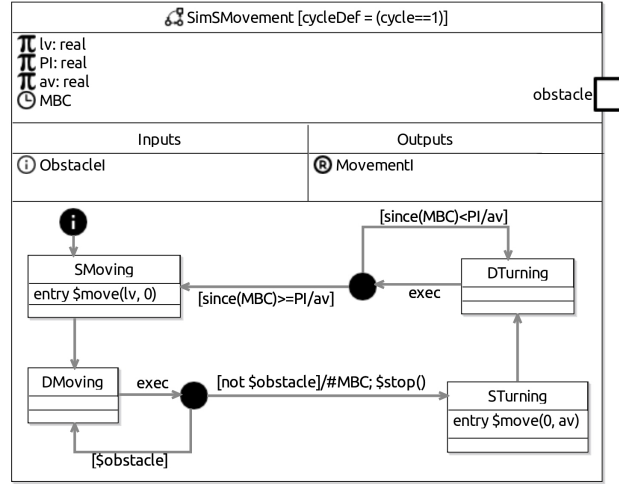 SimSMovement [cycleDef = (cycle==1)]
π lv: real
π PI: real
π av: real
MBC
obstacle
Inputs
Outputs
i ObstacleI
R MovementI
i
[since(MBC)<PI/av]
SMoving
entry $move(lv, 0)
DTurning
exec
[since(MBC)>=PI/av]
DMoving
exec
[not $obstacle]/#MBC; $stop()
STurning
entry $move(0, av)
[$obstacle]